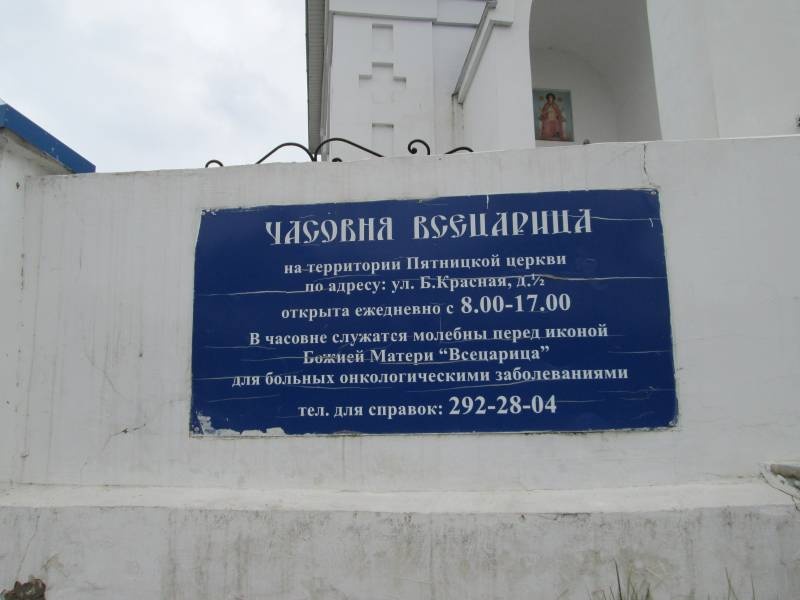 ЧАСОВНЯ ВСЕЦАРИЦА
на территории Пятницкой церкви
по адресу: ул. Б.Красная, д.½
открыта ежедневно с 8.00-17.00
В часовне служатся молебны перед иконой
Божией Матери “Всецарица”
для больных онкологическими заболеваниями
тел. для справок: 292-28-04